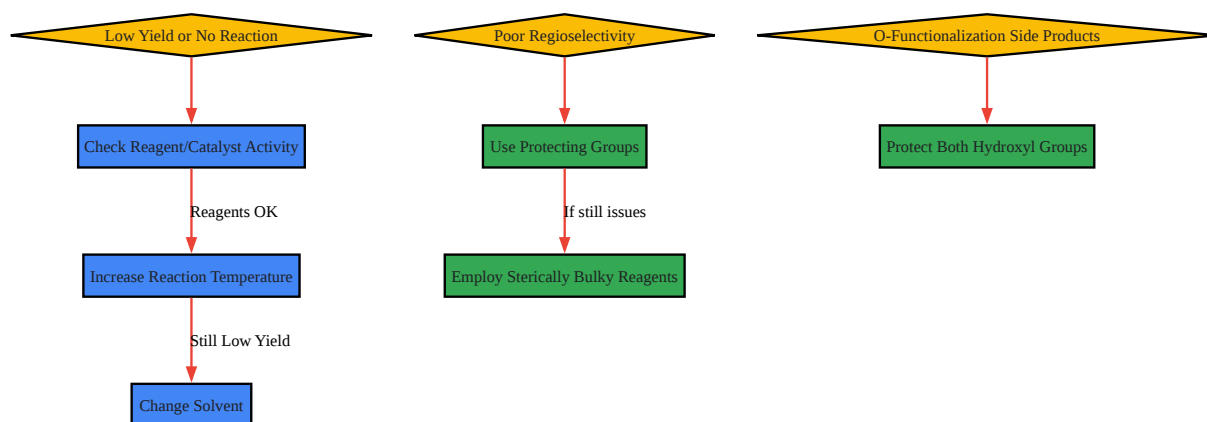 Low Yield or No Reaction
Poor Regioselectivity
O-Functionalization Side Products
Check Reagent/Catalyst Activity
Use Protecting Groups
Protect Both Hydroxyl Groups
Reagents OK
If still issues
Increase Reaction Temperature
Employ Sterically Bulky Reagents
Still Low Yield
Change Solvent